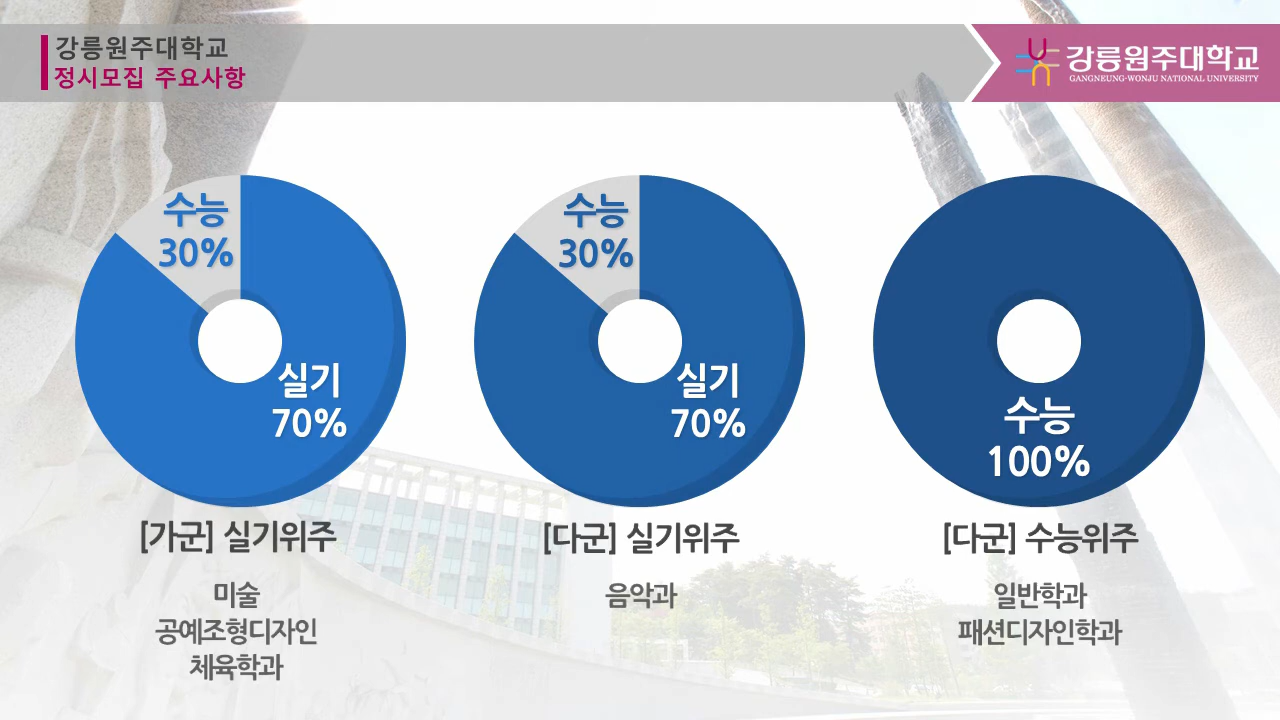 강릉원주대학교
정시모집 주요사항
강릉원주대학교
GANGNEUNG-WONJU NATIONAL UNIVERSITY
수능
30%
실기
70%
[가군] 실기위주
미술
공예조형디자인
체육학과
수능
30%
실기
70%
[다군] 실기위주
음악과
수능
100%
[다군] 수능위주
일반학과
패션디자인학과